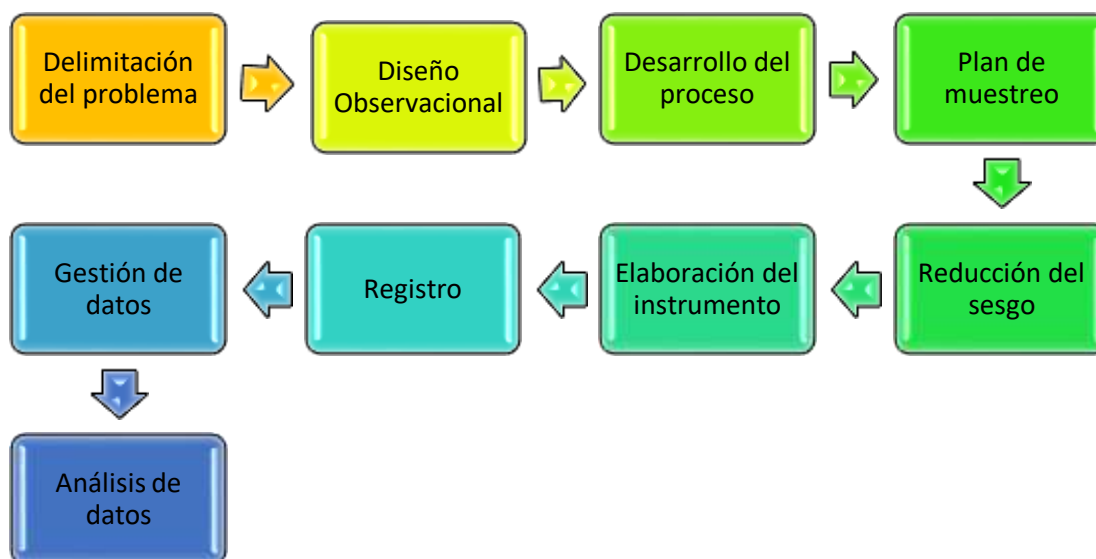 Delimitación
del problema
Diseño
Observacional
Desarrollo del
proceso
Plan de
muestreo
Reducción del
sesgo
Elaboración del
instrumento
Registro
Gestión de
datos
Análisis de
datos